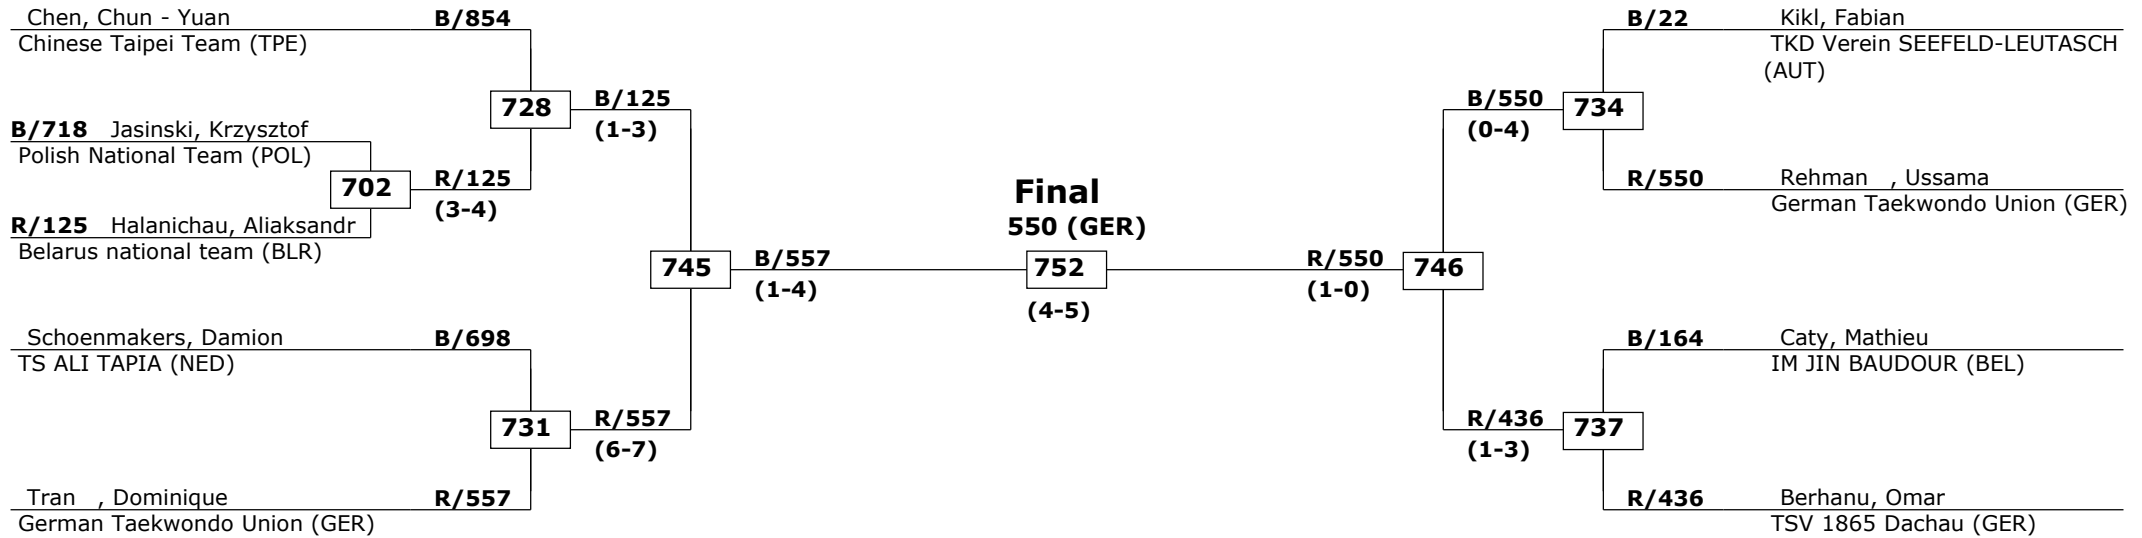 Chen, Chun - Yuan B/854
Chinese Taipei Team (TPE)
728
B/125
(1-3)
B/718 Jasinski, Krzysztof
Polish National Team (POL)
702
R/125
(3-4)
R/125 Halanichau, Aliaksandr
Belarus national team (BLR)
745
B/557
(1-4)
Schoenmakers, Damion B/698
TS ALI TAPIA (NED)
731
R/557
(6-7)
Tran , Dominique R/557
German Taekwondo Union (GER)
Final
550 (GER)
752
(4-5)
B/22 Kikl, Fabian
TKD Verein SEEFELD-LEUTASCH
(AUT)
B/550
(0-4)
734
R/550 Rehman , Ussama
German Taekwondo Union (GER)
R/550
(1-0)
746
B/164 Caty, Mathieu
IM JIN BAUDOUR (BEL)
R/436
(1-3)
737
R/436 Berhanu, Omar
TSV 1865 Dachau (GER)